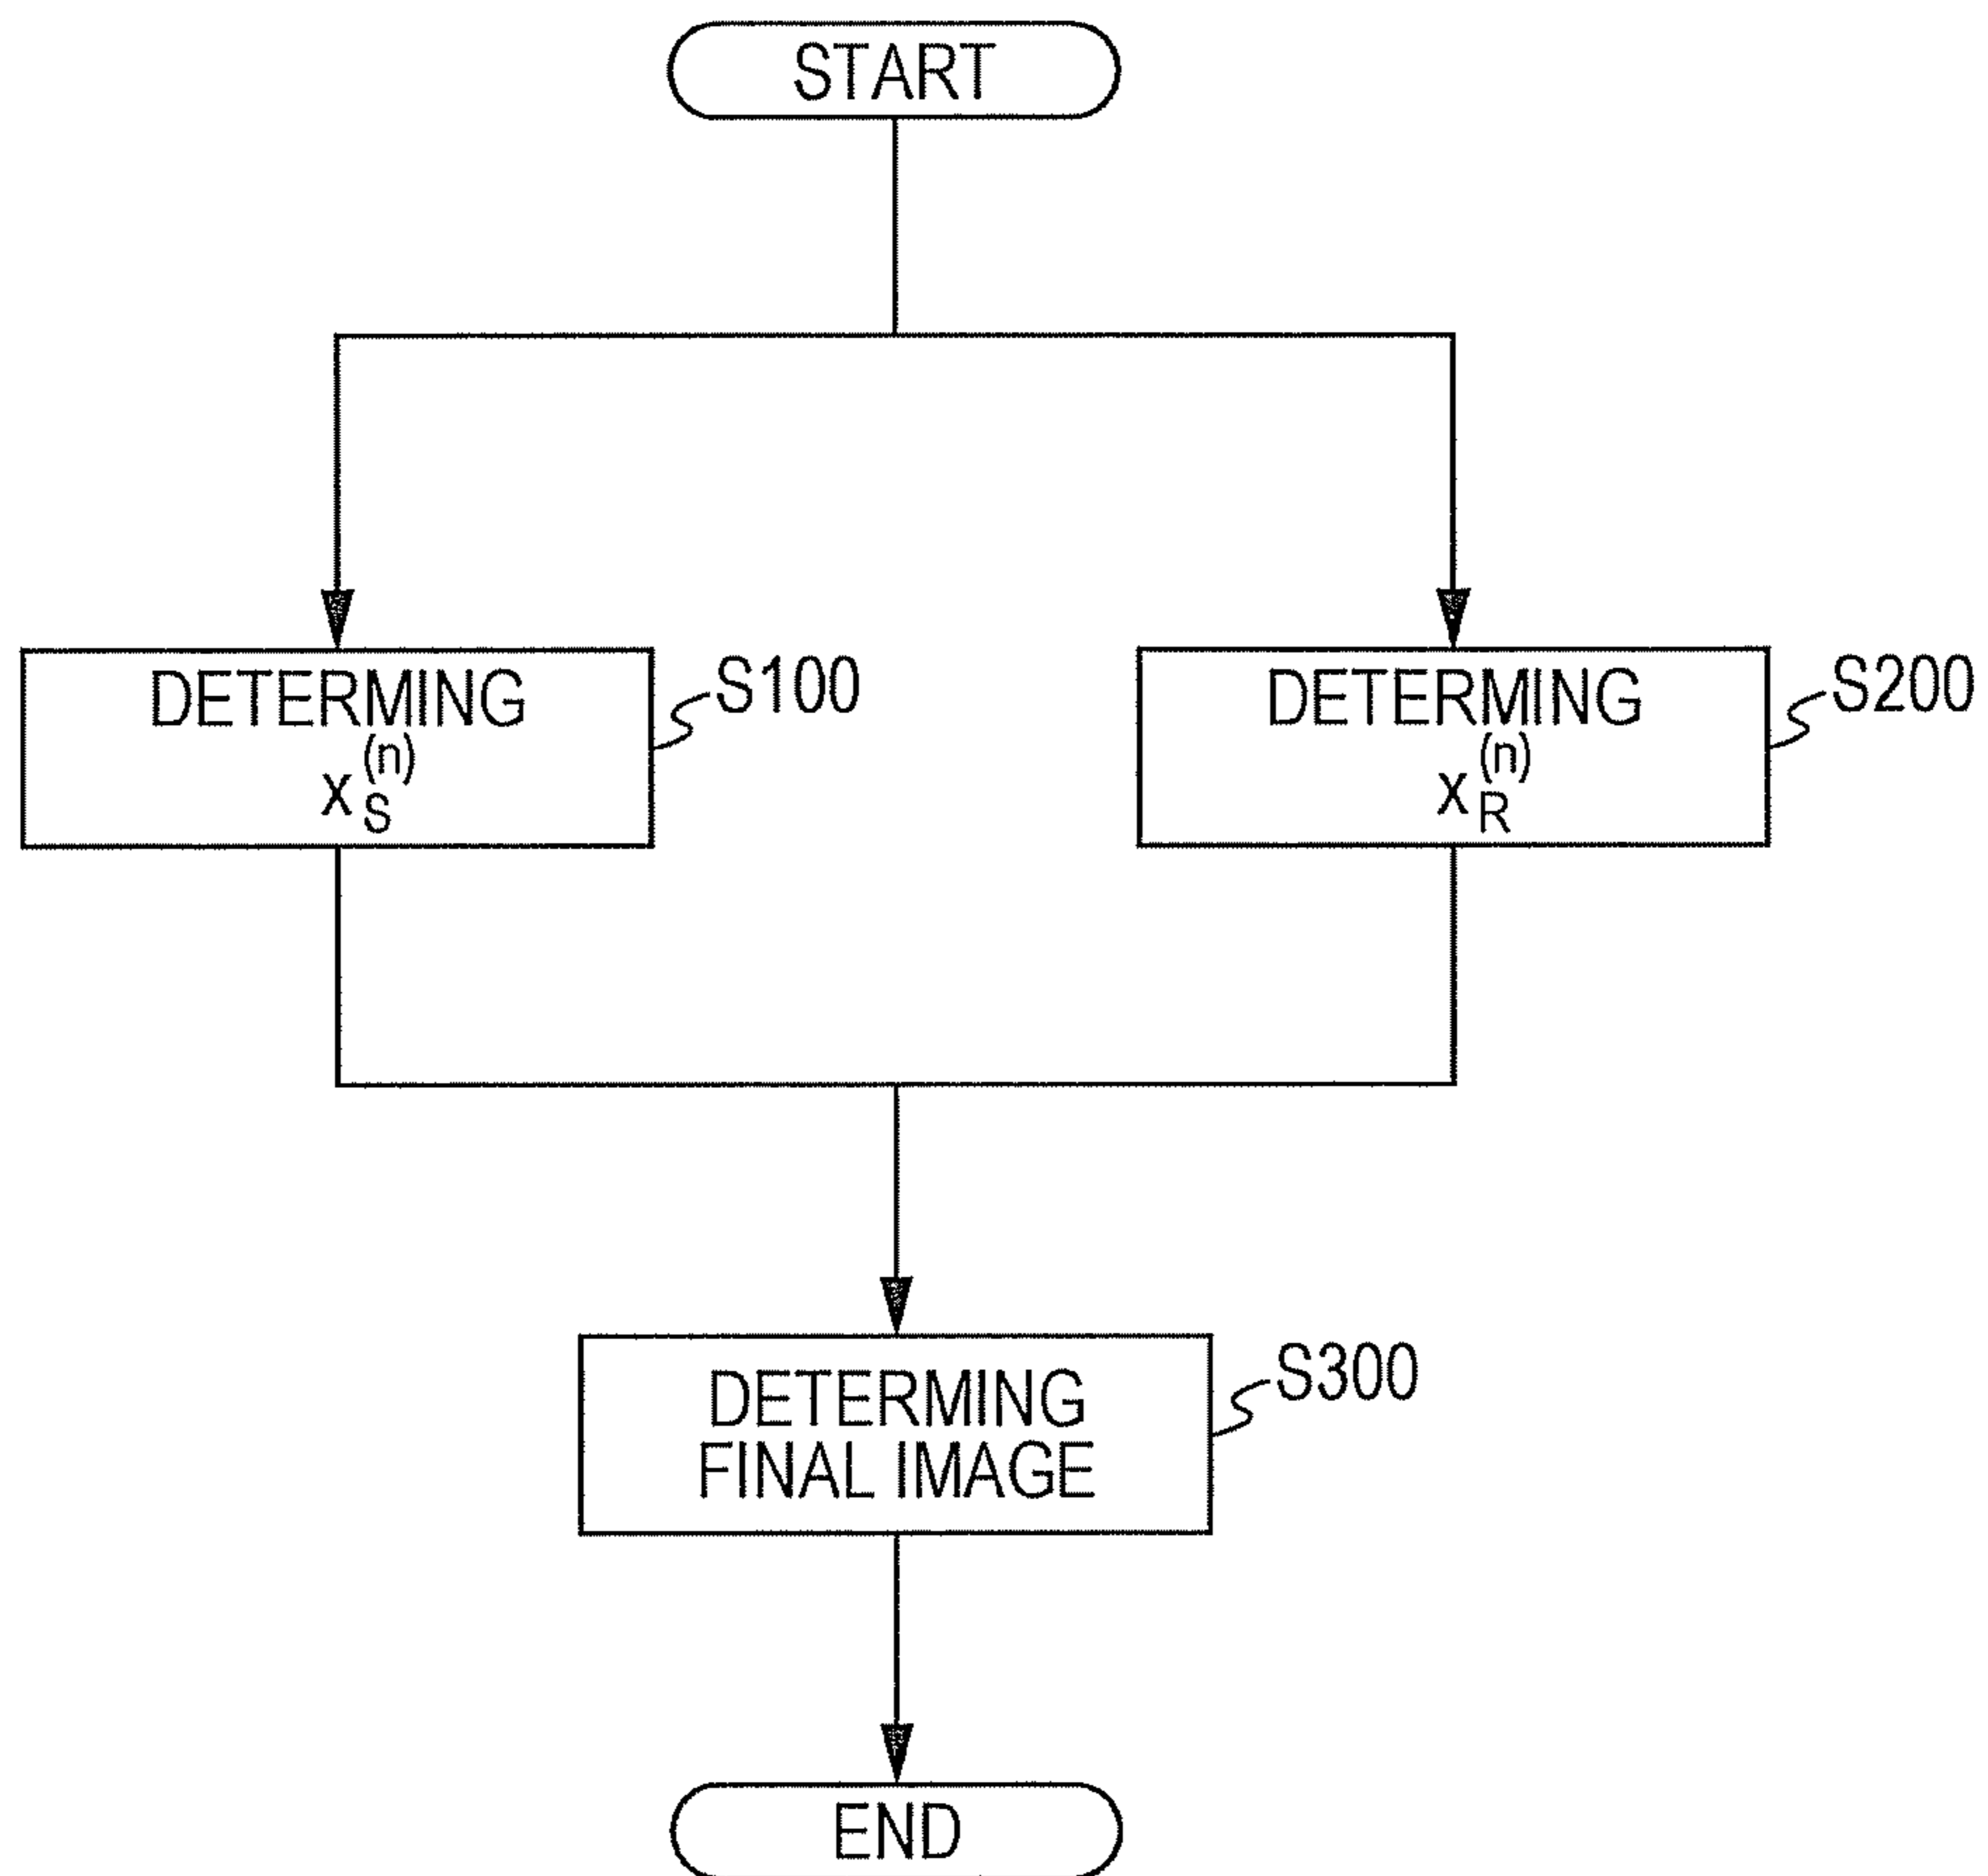 START
DETERMING
x_S^(n)
S100
DETERMING
x_R^(n)
S200
DETERMING
FINAL IMAGE
S300
END